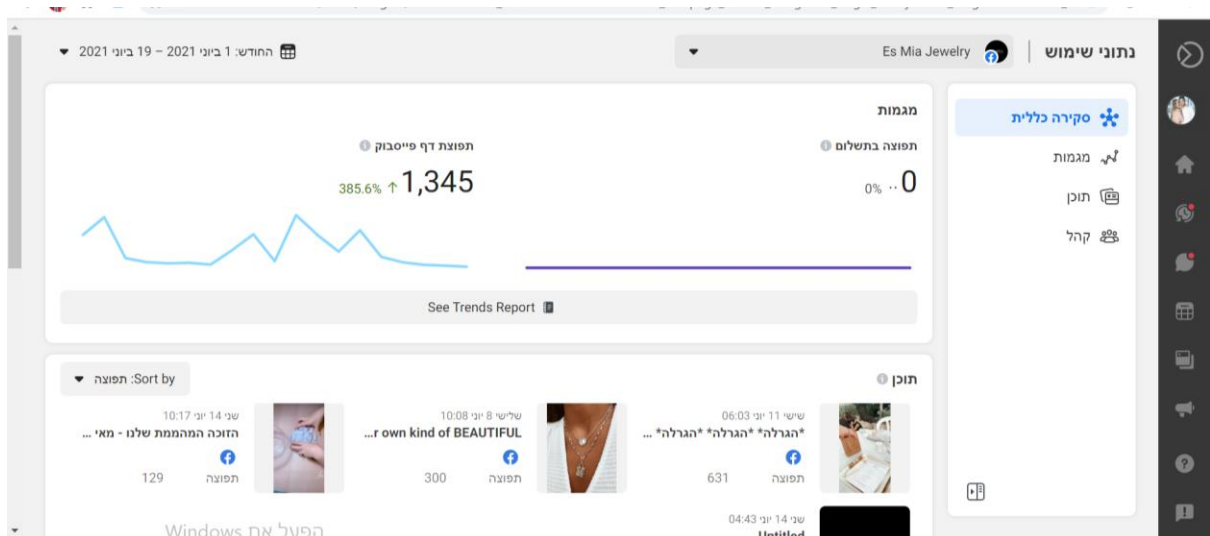 נתוני שימוש
Es Mia Jewelry
החודש: 1 ביוני 2021 – 19 ביוני 2021
סקירה כללית
מגמות
תוכן
קהל
מגמות
תפוצה בתשלום
0 ·· 0%
תפוצת דף פייסבוק
1,345 ↑ 385.6%
See Trends Report
תוכן
Sort by: תפוצה
שישי 11 יוני 06:03
*הגרלה* *הגרלה* *הגרלה* ...
תפוצה 631
שלישי 8 יוני 10:08
...r own kind of BEAUTIFUL
תפוצה 300
שני 14 יוני 10:17
הזוכה המהממת שלנו - מאי ...
תפוצה 129
שני 14 יוני 04:43
Untitled
הפעל את Windows